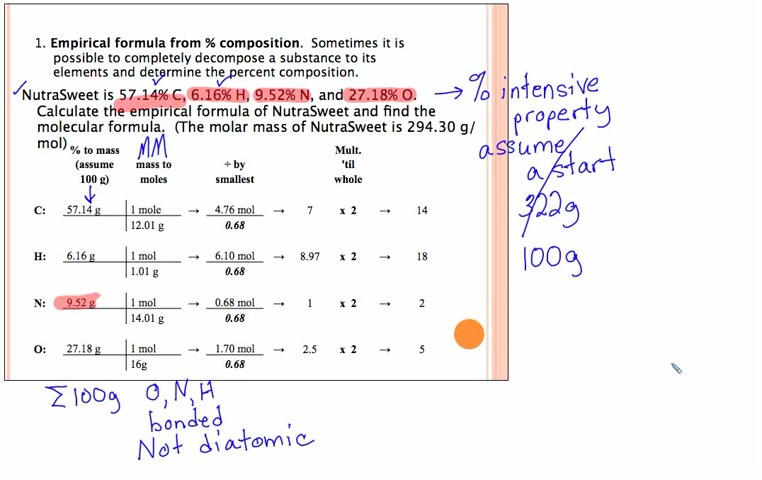 1. Empirical formula from % composition. Sometimes it is
possible to completely decompose a substance to its
elements and determine the percent composition.
NutraSweet is 57.14% C, 6.16% H, 9.52% N, and 27.18% O. → % intensive
property
Calculate the empirical formula of NutraSweet and find the
molecular formula. (The molar mass of NutraSweet is 294.30 g/
mol)
assume
a start
322g
100g
MM
% to mass (assume 100 g) mass to moles ÷ by smallest Mult. 'til whole
C: 57.14 g 1 mole → 4.76 mol → 7 x 2 → 14
12.01 g 0.68
H: 6.16 g 1 mol → 6.10 mol → 8.97 x 2 → 18
1.01 g 0.68
N: 9.52 g 1 mol → 0.68 mol → 1 x 2 → 2
14.01 g 0.68
O: 27.18 g 1 mol → 1.70 mol → 2.5 x 2 → 5
16g 0.68
Σ100g O, N, H
bonded
Not diatomic